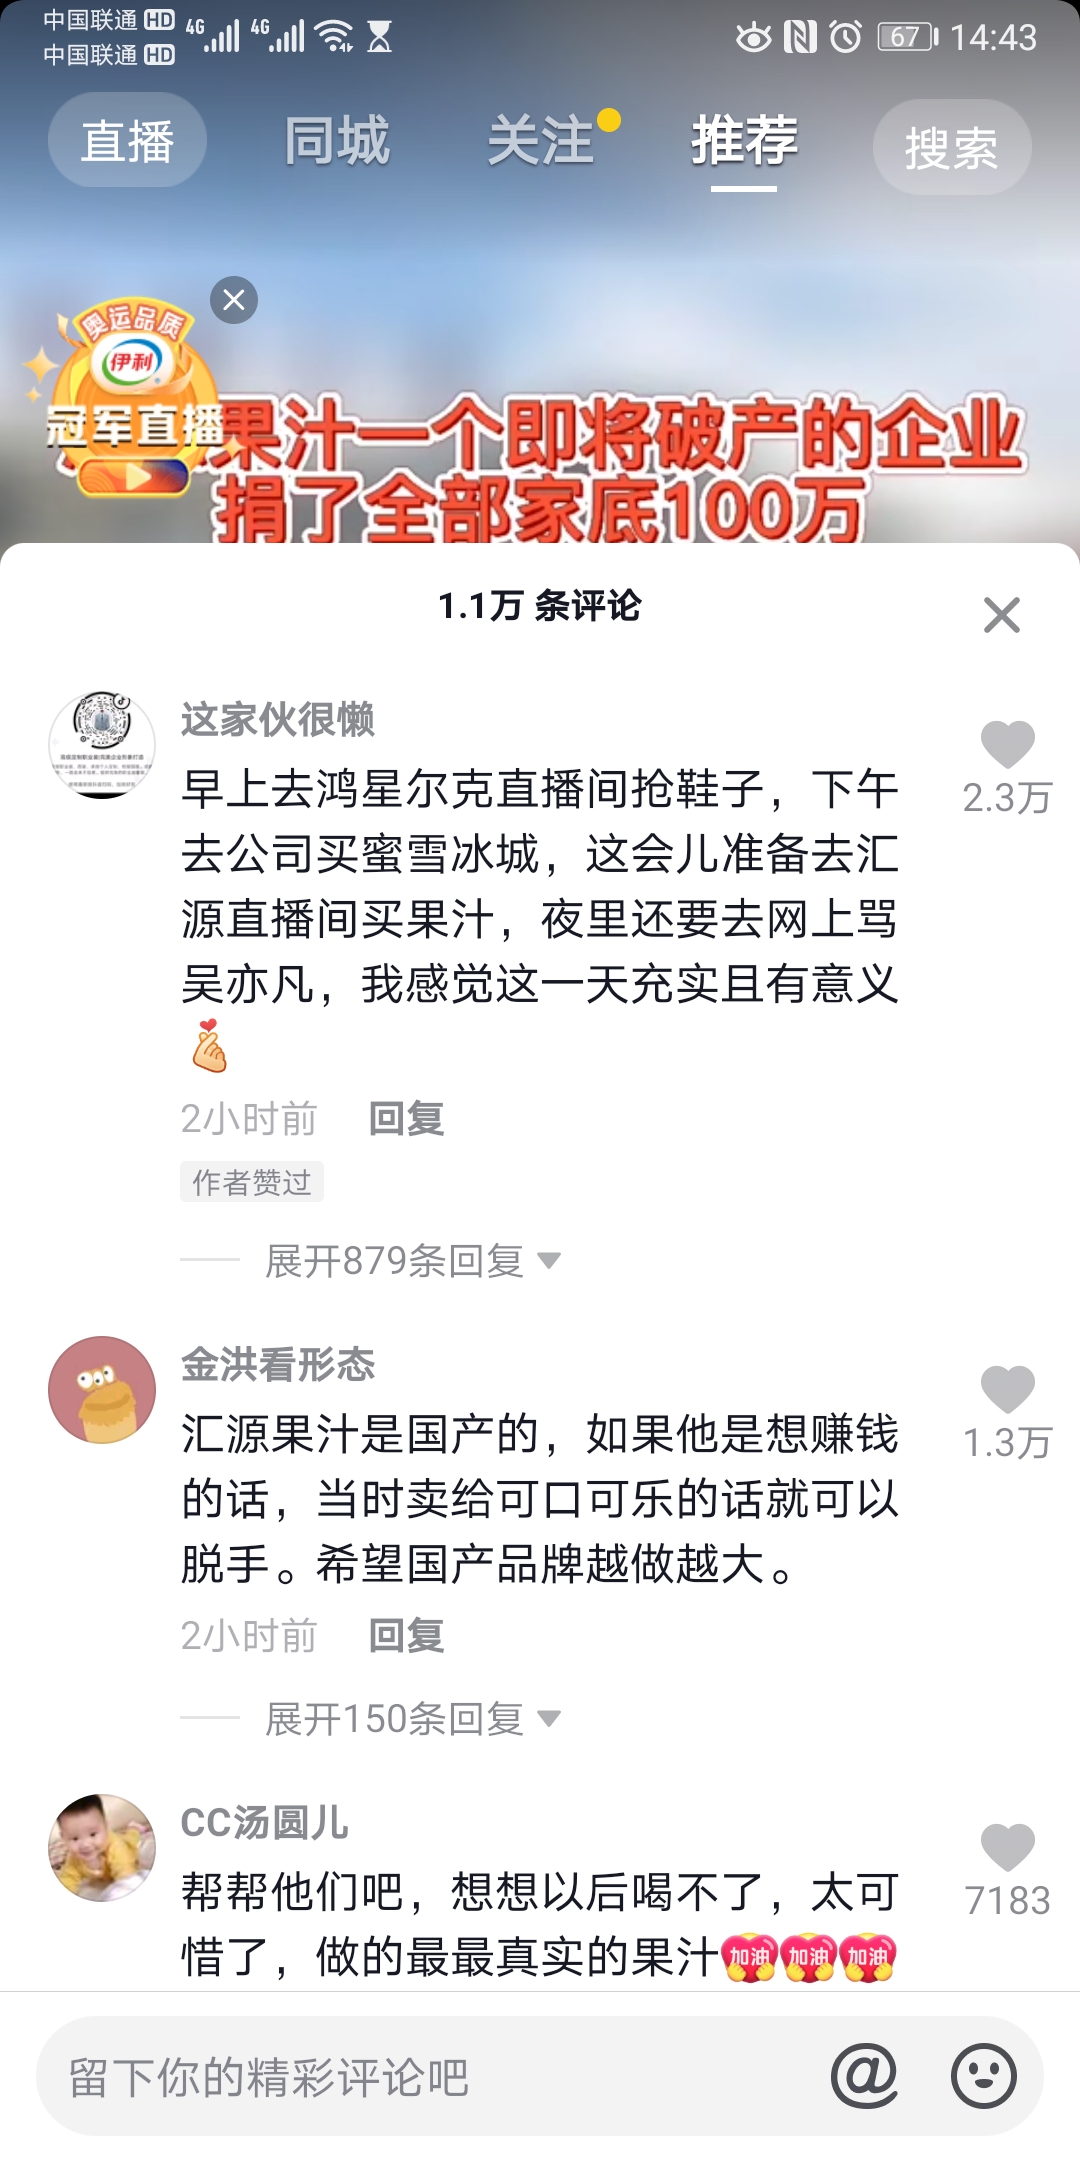 中国联通 HD 4G 4G
中国联通 HD
67 14:43
直播 同城 关注 推荐 搜索
奥运品质
伊利
冠军直播
果汁一个即将破产的企业
捐了全部家底100万
1.1万 条评论
这家伙很懒
早上去鸿星尔克直播间抢鞋子，下午
去公司买蜜雪冰城，这会儿准备去汇
源直播间买果汁，夜里还要去网上骂
吴亦凡，我感觉这一天充实且有意义
2.3万
2小时前 回复
作者赞过
展开879条回复
金洪看形态
汇源果汁是国产的，如果他是想赚钱
的话，当时卖给可口可乐的话就可以
脱手。希望国产品牌越做越大。
1.3万
2小时前 回复
展开150条回复
CC汤圆儿
帮帮他们吧，想想以后喝不了，太可
惜了，做的最最真实的果汁加油加油加油
7183
留下你的精彩评论吧 @